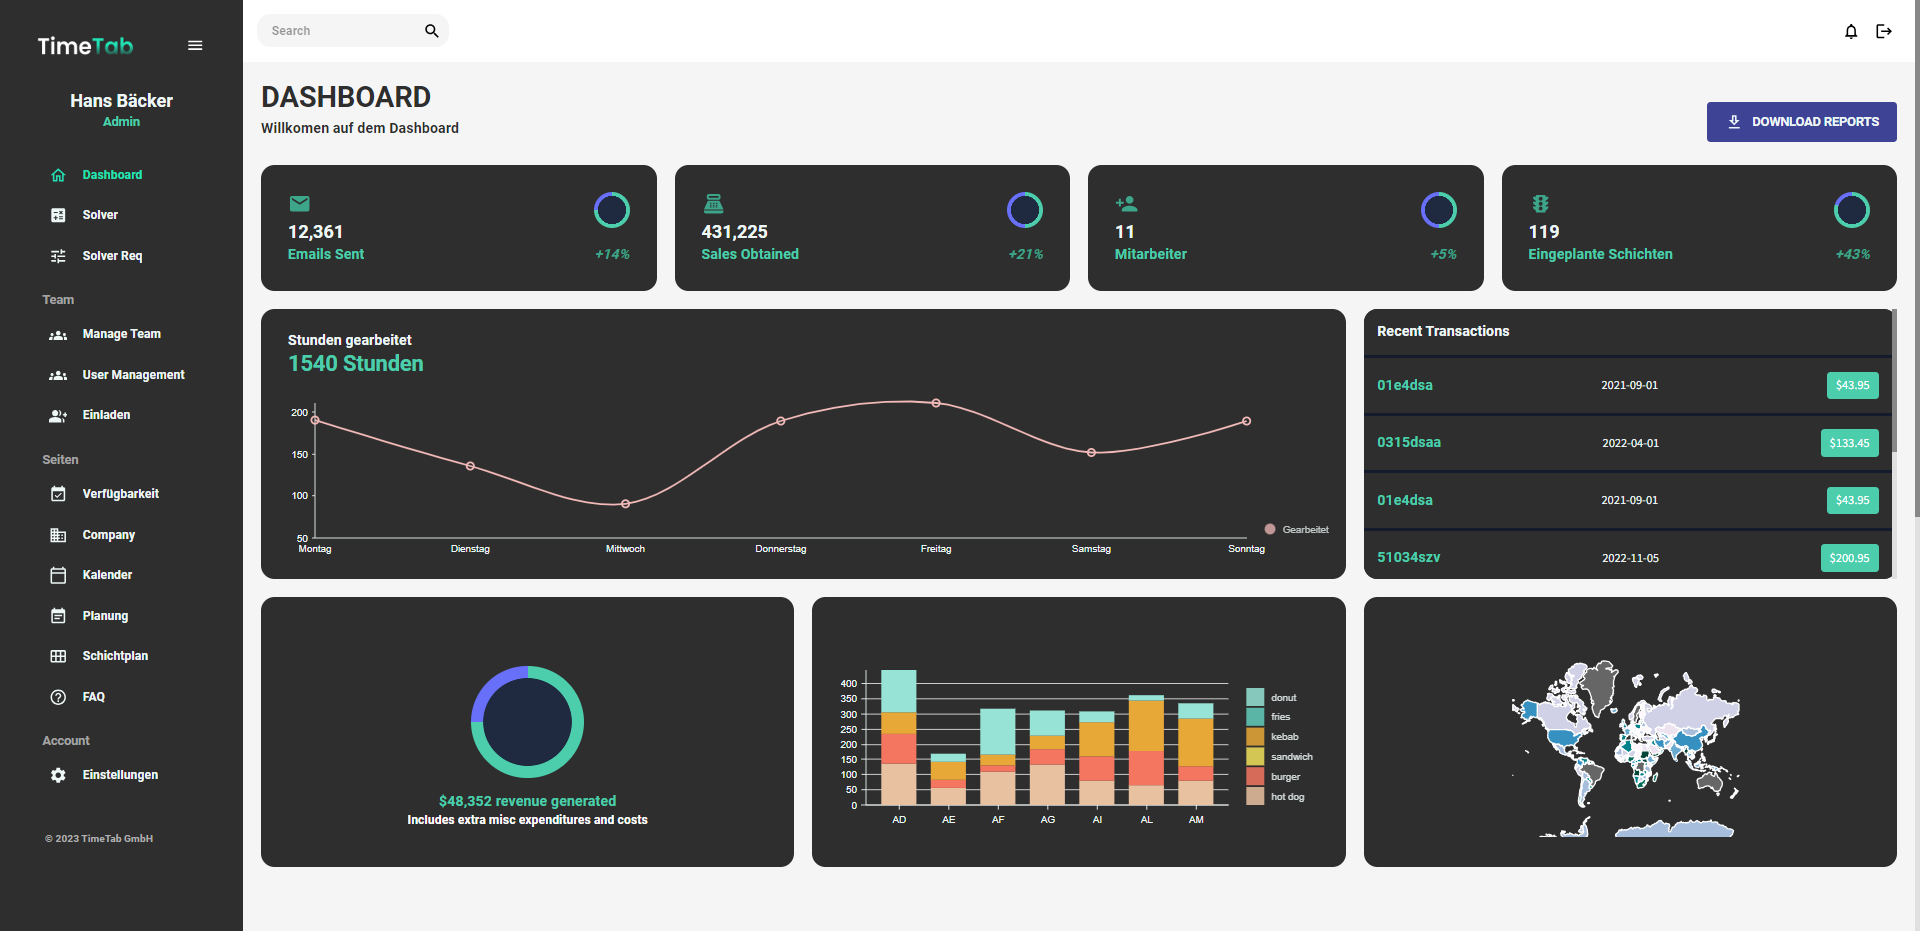 TimeTab
Hans Bäcker
Admin
Dashboard
Solver
Solver Req
Team
Manage Team
User Management
Einladen
Seiten
Verfügbarkeit
Company
Kalender
Planung
Schichtplan
FAQ
Account
Einstellungen
© 2023 TimeTab GmbH
Search
DASHBOARD
Willkomen auf dem Dashboard
DOWNLOAD REPORTS
12,361
Emails Sent
+14%
431,225
Sales Obtained
+21%
11
Mitarbeiter
+5%
119
Eingeplante Schichten
+43%
Stunden gearbeitet
1540 Stunden
200
150
100
50
Montag Dienstag Mittwoch Donnerstag Freitag Samstag Sonntag
Gearbeitet
Recent Transactions
01e4dsa 2021-09-01 $43.95
0315dsaa 2022-04-01 $133.45
01e4dsa 2021-09-01 $43.95
51034szv 2022-11-05 $200.95
$48,352 revenue generated
Includes extra misc expenditures and costs
400
350
300
250
200
150
100
50
0
AD AE AF AG AI AL AM
donut
fries
kebab
sandwich
burger
hot dog